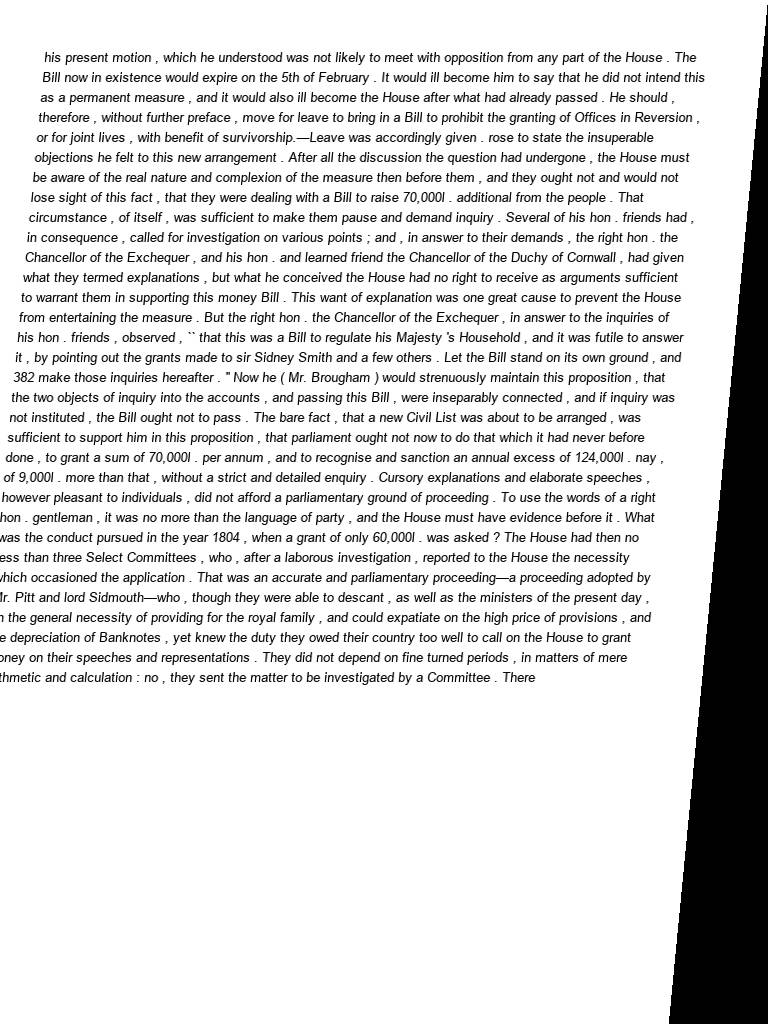 his present motion , which he understood was not likely to meet with opposition from any part of the House . The
Bill now in existence would expire on the 5th of February . It would ill become him to say that he did not intend this
as a permanent measure , and it would also ill become the House after what had already passed . He should ,
therefore , without further preface , move for leave to bring in a Bill to prohibit the granting of Offices in Reversion ,
or for joint lives , with benefit of survivorship.—Leave was accordingly given . rose to state the insuperable
objections he felt to this new arrangement . After all the discussion the question had undergone , the House must
be aware of the real nature and complexion of the measure then before them , and they ought not and would not
lose sight of this fact , that they were dealing with a Bill to raise 70,000l . additional from the people . That
circumstance , of itself , was sufficient to make them pause and demand inquiry . Several of his hon . friends had ,
in consequence , called for investigation on various points ; and , in answer to their demands , the right hon . the
Chancellor of the Exchequer , and his hon . and learned friend the Chancellor of the Duchy of Cornwall , had given
what they termed explanations , but what he conceived the House had no right to receive as arguments sufficient
to warrant them in supporting this money Bill . This want of explanation was one great cause to prevent the House
from entertaining the measure . But the right hon . the Chancellor of the Exchequer , in answer to the inquiries of
his hon . friends , observed , `` that this was a Bill to regulate his Majesty 's Household , and it was futile to answer
it , by pointing out the grants made to sir Sidney Smith and a few others . Let the Bill stand on its own ground , and
382 make those inquiries hereafter . " Now he ( Mr. Brougham ) would strenuously maintain this proposition , that
the two objects of inquiry into the accounts , and passing this Bill , were inseparably connected , and if inquiry was
not instituted , the Bill ought not to pass . The bare fact , that a new Civil List was about to be arranged , was
sufficient to support him in this proposition , that parliament ought not now to do that which it had never before
done , to grant a sum of 70,000l . per annum , and to recognise and sanction an annual excess of 124,000l . nay ,
of 9,000l . more than that , without a strict and detailed enquiry . Cursory explanations and elaborate speeches ,
however pleasant to individuals , did not afford a parliamentary ground of proceeding . To use the words of a right
hon . gentleman , it was no more than the language of party , and the House must have evidence before it . What
was the conduct pursued in the year 1804 , when a grant of only 60,000l . was asked ? The House had then no
ess than three Select Committees , who , after a laborous investigation , reported to the House the necessity
which occasioned the application . That was an accurate and parliamentary proceeding—a proceeding adopted by
Mr. Pitt and lord Sidmouth—who , though they were able to descant , as well as the ministers of the present day ,
n the general necessity of providing for the royal family , and could expatiate on the high price of provisions , and
e depreciation of Banknotes , yet knew the duty they owed their country too well to call on the House to grant
oney on their speeches and representations . They did not depend on fine turned periods , in matters of mere
thmetic and calculation : no , they sent the matter to be investigated by a Committee . There